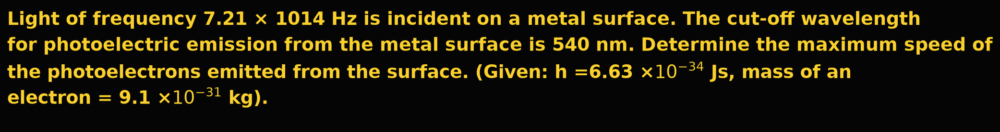 Light of frequency 7.21 × 1014 Hz is incident on a metal surface. The cut-off wavelength
for photoelectric emission from the metal surface is 540 nm. Determine the maximum speed of
the photoelectrons emitted from the surface. (Given: h =6.63 ×10⁻³⁴ Js, mass of an
electron = 9.1 ×10⁻³¹ kg).